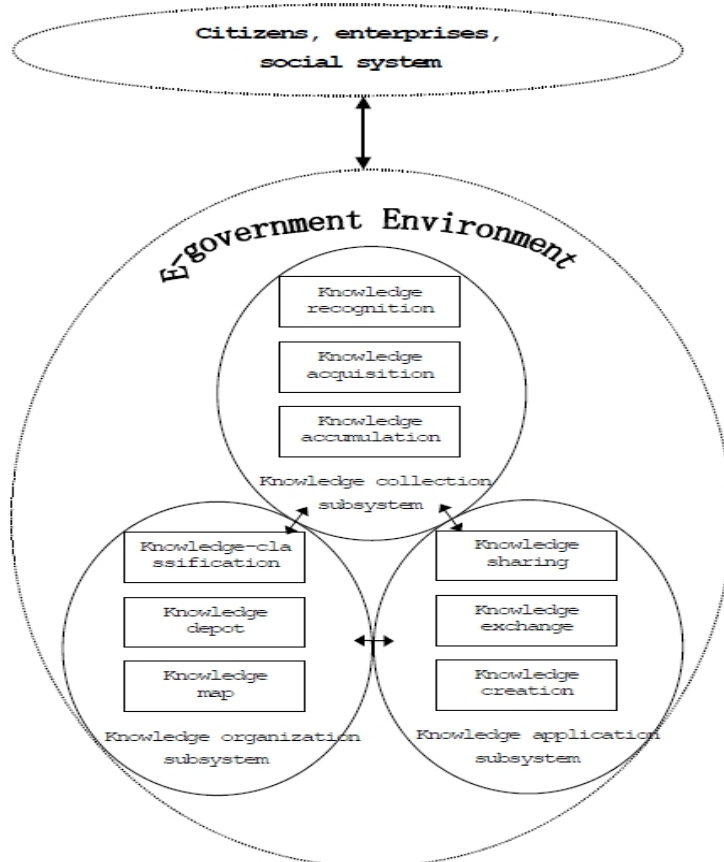 Citizens, enterprises,
social system
E-government Environment
Knowledge
recognition
Knowledge
acquisition
Knowledge
accumulation
Knowledge collection
subsystem
Knowledge-cla
ssification
Knowledge
depot
Knowledge
map
Knowledge organization
subsystem
Knowledge
sharing
Knowledge
exchange
Knowledge
creation
Knowledge application
subsystem